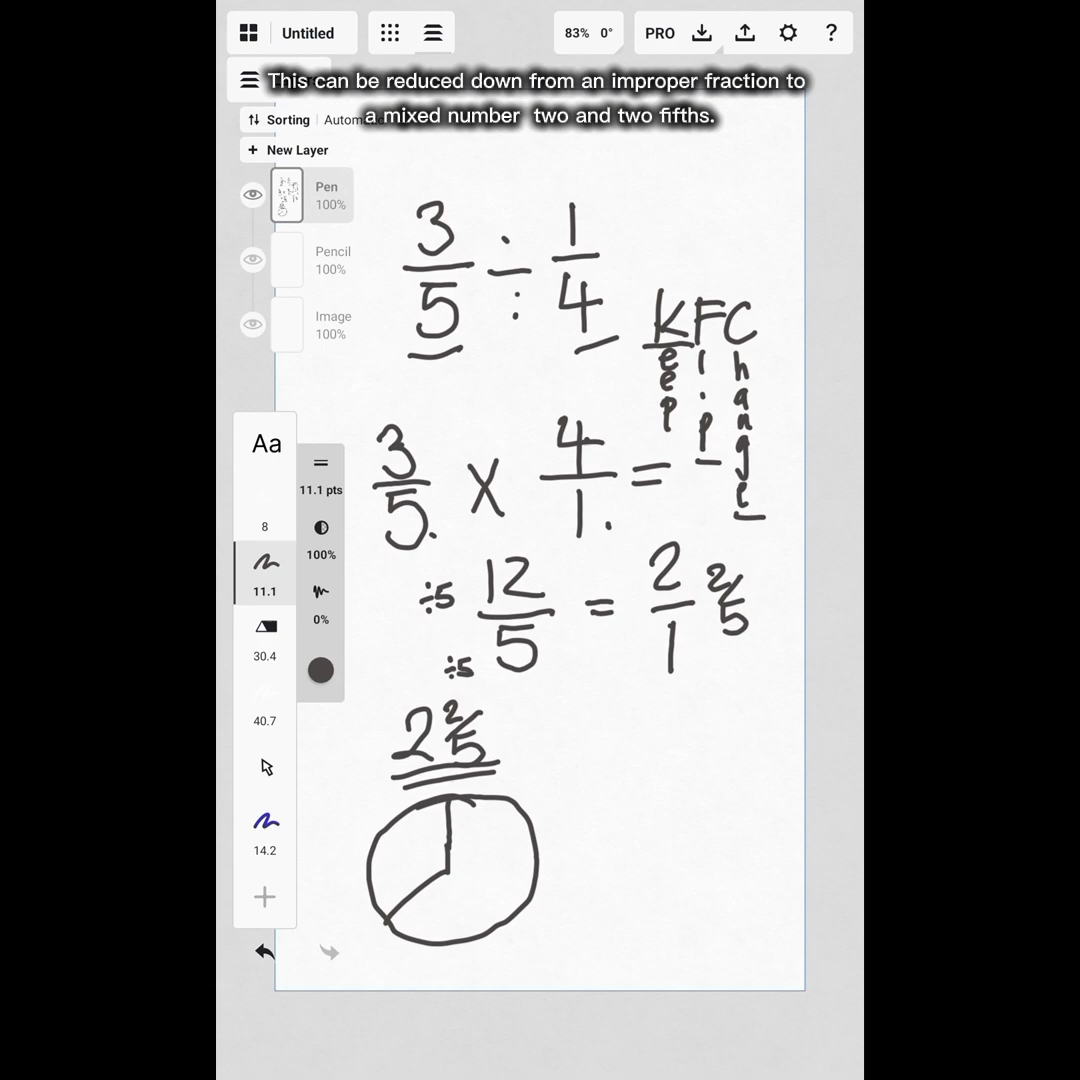 Untitled
83% 0°
PRO
?
This can be reduced down from an improper fraction to
a mixed number two and two fifths.
Sorting
New Layer
Pen
100%
Pencil
100%
Image
100%
3/5 ÷ 1/4
KFC
Keep
Flip
Change
3/5 x 4/1 =
÷5 12/5 = 2/1 2/5
÷5
2 2/5
Aa
8
11.1
30.4
40.7
14.2
11.1 pts
100%
0%